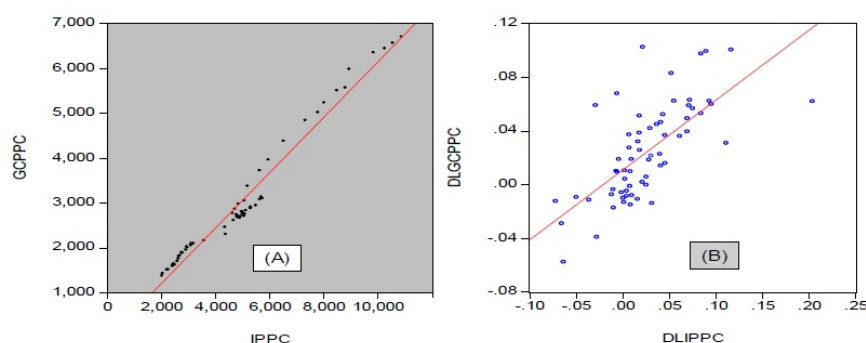 7,000
6,000
5,000
4,000
3,000
2,000
1,000
GCPPC
0 2,000 4,000 6,000 8,000 10,000
IPPC
(A)
.12
.08
.04
.00
-.04
-.08
DLGCPPC
-.10 -.05 .00 .05 .10 .15 .20 .25
DLIPPC
(B)